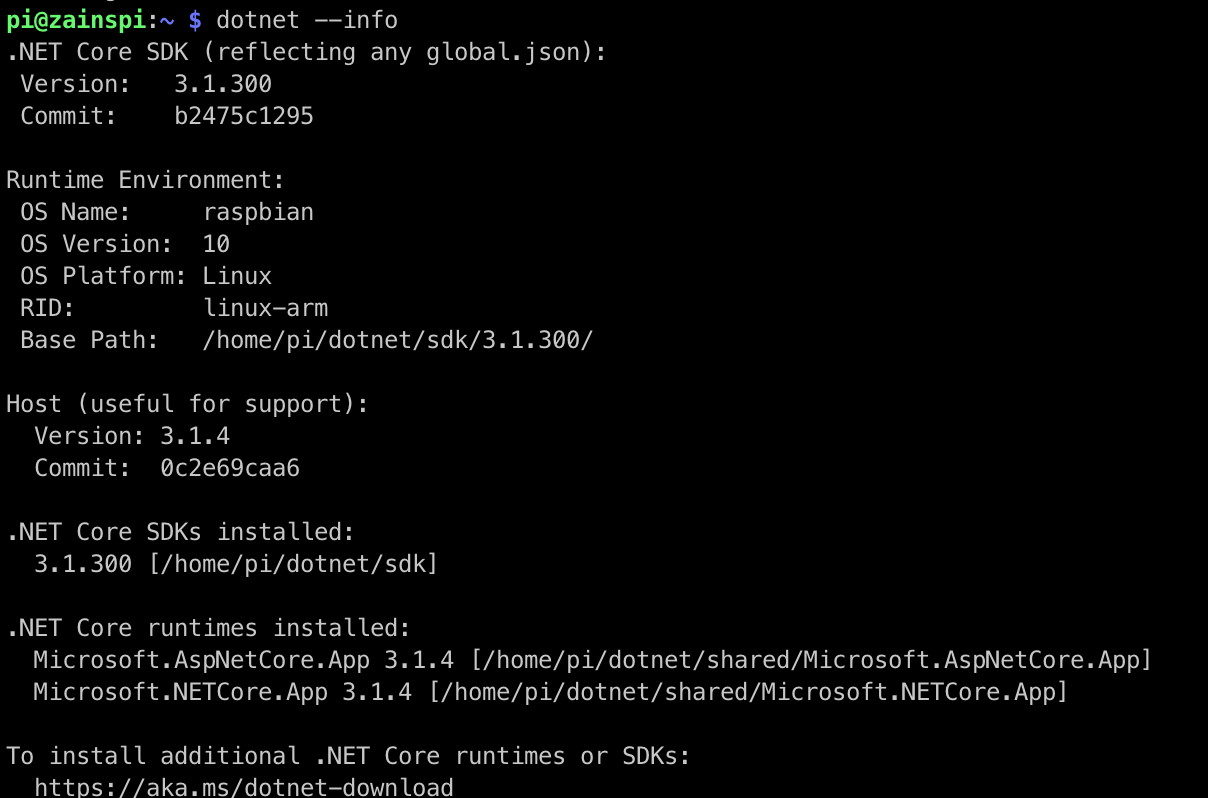 pi@zainspi:~ $ dotnet --info
.NET Core SDK (reflecting any global.json):
 Version:   3.1.300
 Commit:    b2475c1295

Runtime Environment:
 OS Name:     raspbian
 OS Version:  10
 OS Platform: Linux
 RID:         linux-arm
 Base Path:   /home/pi/dotnet/sdk/3.1.300/

Host (useful for support):
  Version: 3.1.4
  Commit:  0c2e69caa6

.NET Core SDKs installed:
  3.1.300 [/home/pi/dotnet/sdk]

.NET Core runtimes installed:
  Microsoft.AspNetCore.App 3.1.4 [/home/pi/dotnet/shared/Microsoft.AspNetCore.App]
  Microsoft.NETCore.App 3.1.4 [/home/pi/dotnet/shared/Microsoft.NETCore.App]

To install additional .NET Core runtimes or SDKs:
  https://aka.ms/dotnet-download